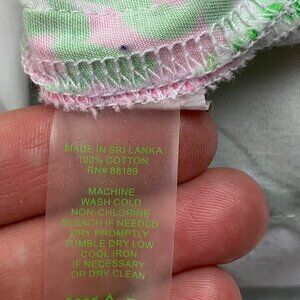 MADE IN SRI LANKA
100% COTTON
RN# 88189
MACHINE
WASH COLD
NON-CHLORINE
BLEACH IF NEEDED
DRY PROMPTLY
TUMBLE DRY LOW
COOL IRON
IF NECESSARY
OR DRY CLEAN